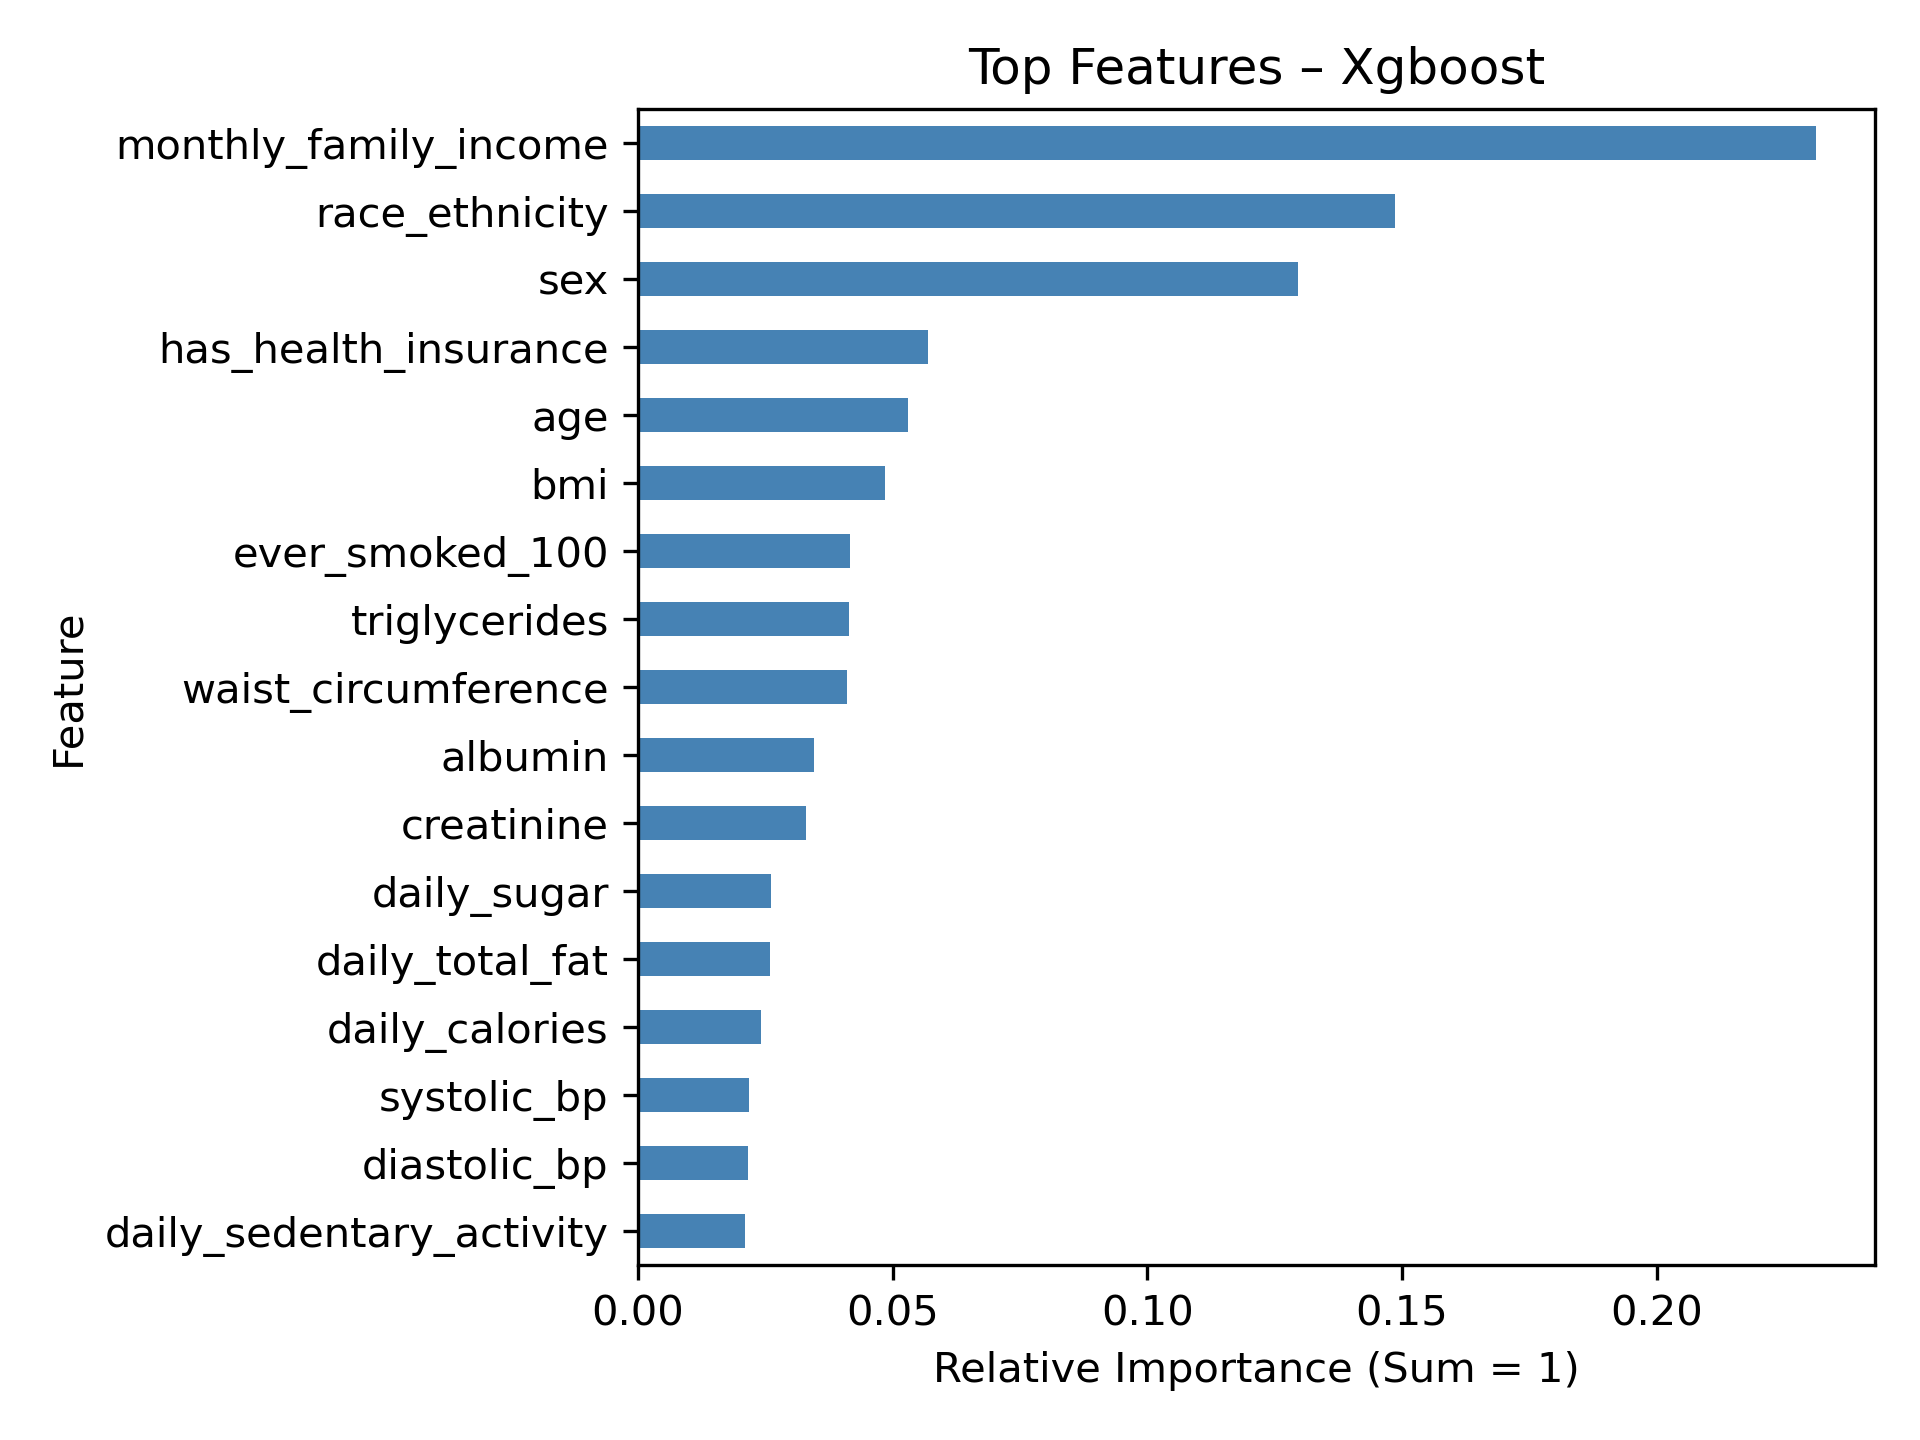 Top Features – Xgboost
monthly_family_income
race_ethnicity
sex
has_health_insurance
age
bmi
ever_smoked_100
triglycerides
waist_circumference
albumin
creatinine
daily_sugar
daily_total_fat
daily_calories
systolic_bp
diastolic_bp
daily_sedentary_activity
Feature
0.00 0.05 0.10 0.15 0.20
Relative Importance (Sum = 1)